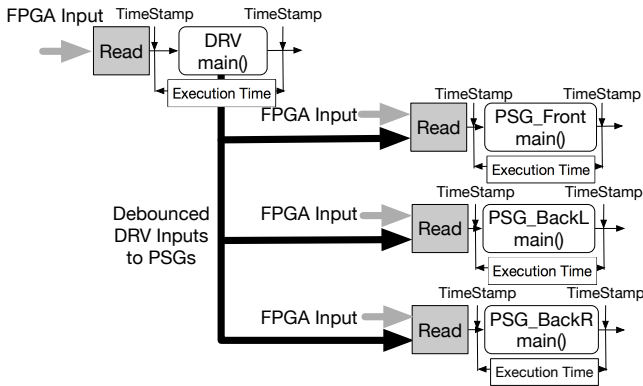 FPGA Input
TimeStamp TimeStamp
Read
DRV
main()
Execution Time
TimeStamp TimeStamp
FPGA Input
Read
PSG_Front
main()
Execution Time
Debounced
DRV Inputs
to PSGs
TimeStamp TimeStamp
FPGA Input
Read
PSG_BackL
main()
Execution Time
TimeStamp TimeStamp
FPGA Input
Read
PSG_BackR
main()
Execution Time